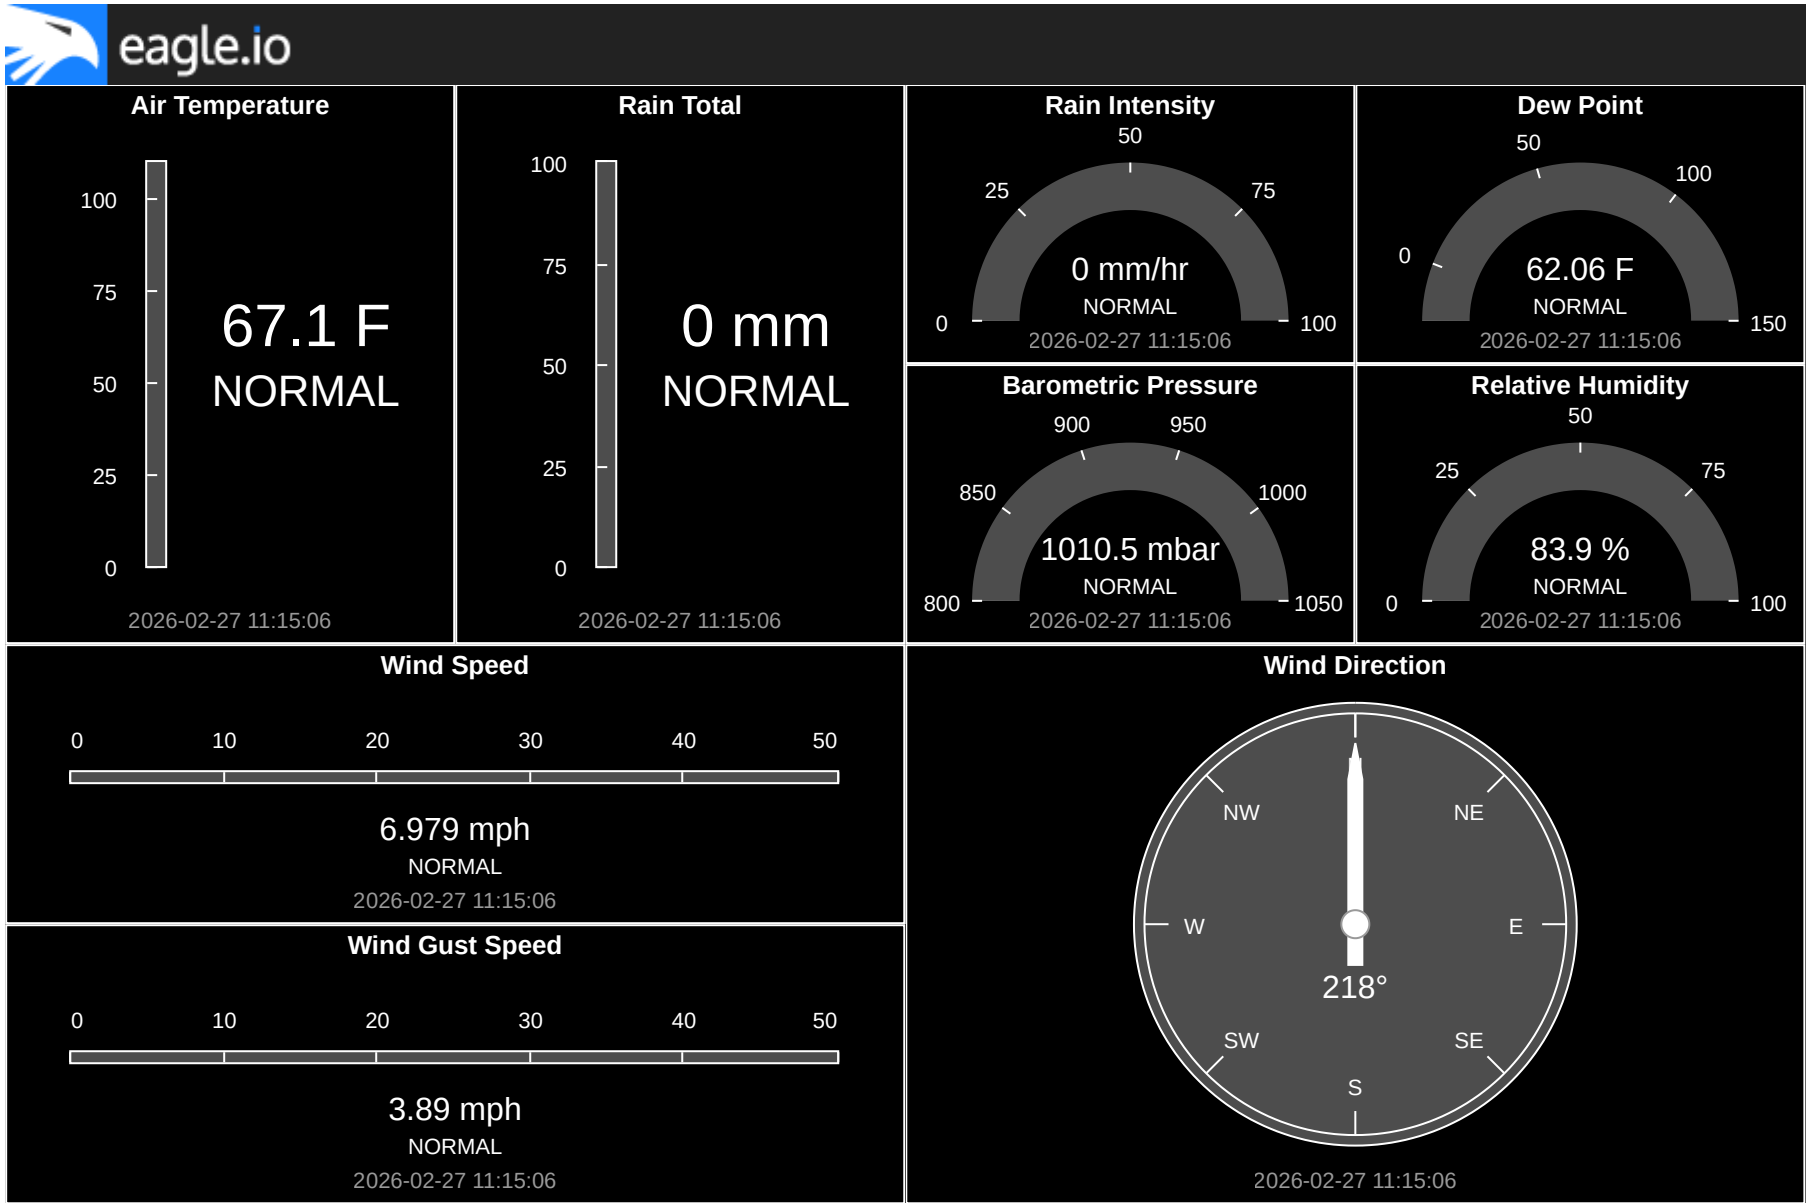 eagle.io
Air Temperature
100
75
50
25
0
67.1 F
NORMAL
2026-02-27 11:15:06
Rain Total
100
75
50
25
0
0 mm
NORMAL
2026-02-27 11:15:06
Rain Intensity
50
25
75
0
100
0 mm/hr
NORMAL
2026-02-27 11:15:06
Dew Point
50
100
0
150
62.06 F
NORMAL
2026-02-27 11:15:06
Barometric Pressure
900
950
850
1000
800
1050
1010.5 mbar
NORMAL
2026-02-27 11:15:06
Relative Humidity
50
25
75
0
100
83.9 %
NORMAL
2026-02-27 11:15:06
Wind Speed
0 10 20 30 40 50
6.979 mph
NORMAL
2026-02-27 11:15:06
Wind Gust Speed
0 10 20 30 40 50
3.89 mph
NORMAL
2026-02-27 11:15:06
Wind Direction
NW NE
W E
218°
SW SE
S
2026-02-27 11:15:06